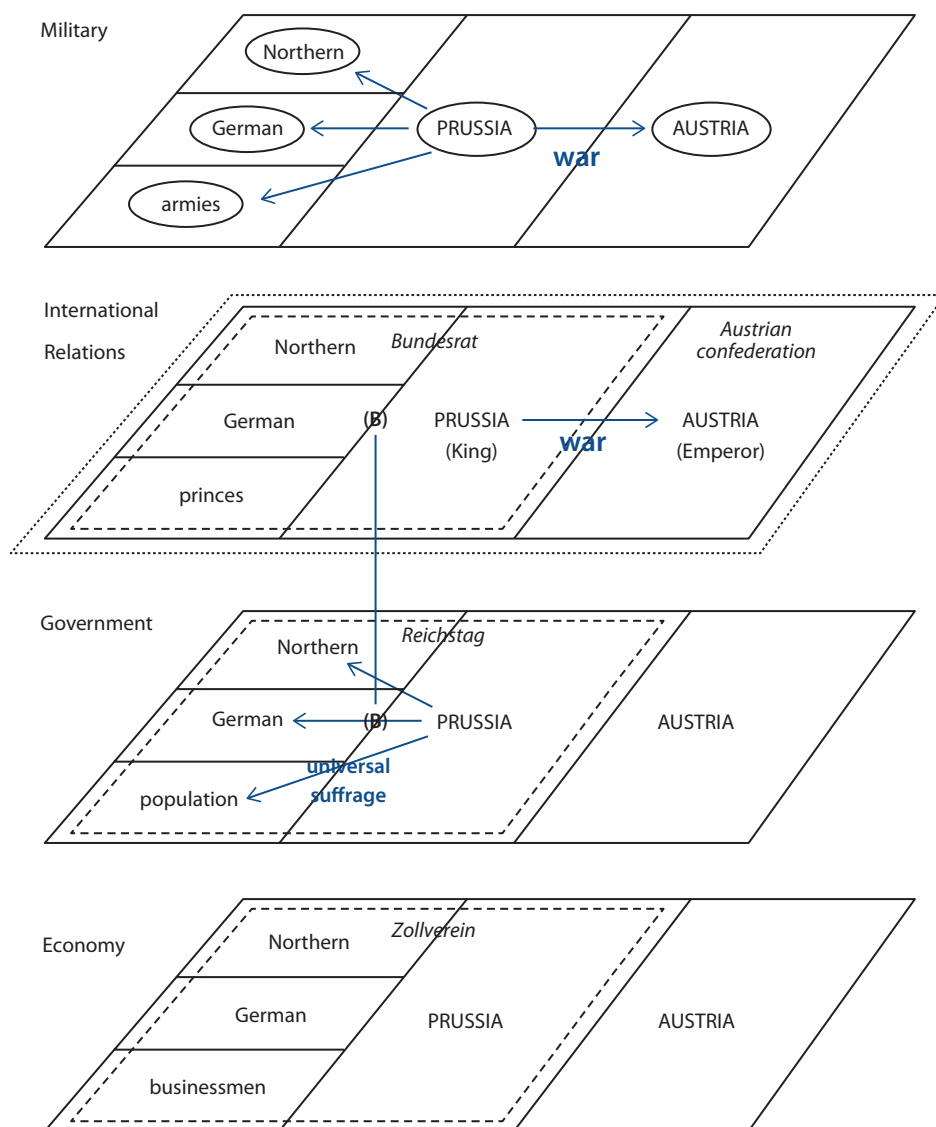 Military
Northern
German
PRUSSIA
AUSTRIA
war
armies
International
Relations
Northern
Bundesrat
Austrian
confederation
German
(B)
PRUSSIA
(King)
war
AUSTRIA
(Emperor)
princes
Government
Northern
Reichstag
German
(B)
PRUSSIA
AUSTRIA
universal
suffrage
population
Economy
Northern
Zollverein
German
PRUSSIA
AUSTRIA
businessmen